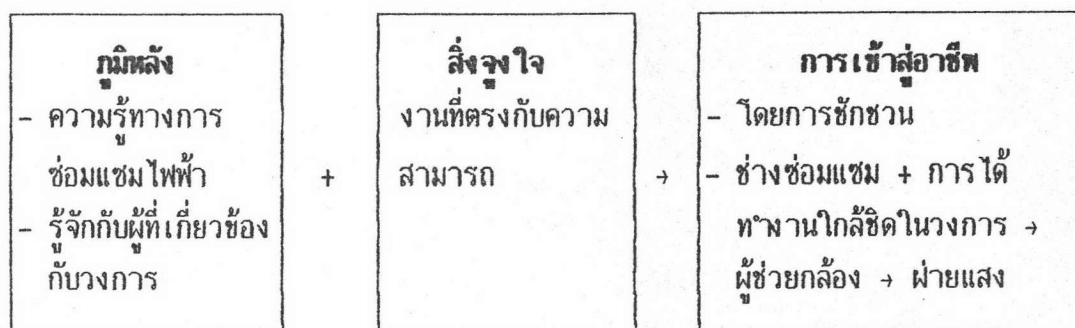 ภูมิหลัง
- ความรู้ทางการ
ซ่อมแซมไฟฟ้า
- รู้จักกับผู้ที่เกี่ยวข้อง
กับวงการ
+
สิ่งจูงใจ
งานที่ตรงกับความ
สามารถ
→
การเข้าสู่อาชีพ
- โดยการชักชวน
- ช่างซ่อมแซม + การได้
ทำงานใกล้ชิดในวงการ →
ผู้ช่วยกล้อง → ฝ่ายแสง